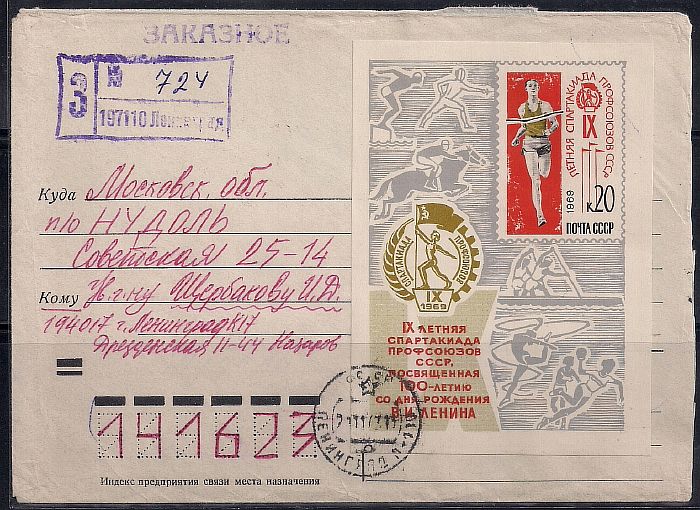 ЗАКАЗНОЕ
З
№ 724
197110 Ленинград
Куда Московск. обл.
п/о НУДОЛЬ
Советская 25-14
Кому Щербакову И.Д.
194017 г. Ленинград К17
Дрезденская 11-44 Назаров
141623
Индекс предприятия связи места назначения
ЛЕТНЯЯ СПАРТАКИАДА ПРОФСОЮЗОВ СССР
IX
1969
к20
ПОЧТА СССР
СПАРТАКИАДА ПРОФСОЮЗОВ
IX
1969
IX ЛЕТНЯЯ
СПАРТАКИАДА
ПРОФСОЮЗОВ
СССР,
ПОСВЯЩЕННАЯ
100-ЛЕТИЮ
СО ДНЯ РОЖДЕНИЯ
В.И.ЛЕНИНА
ЛЕНИНГРАД